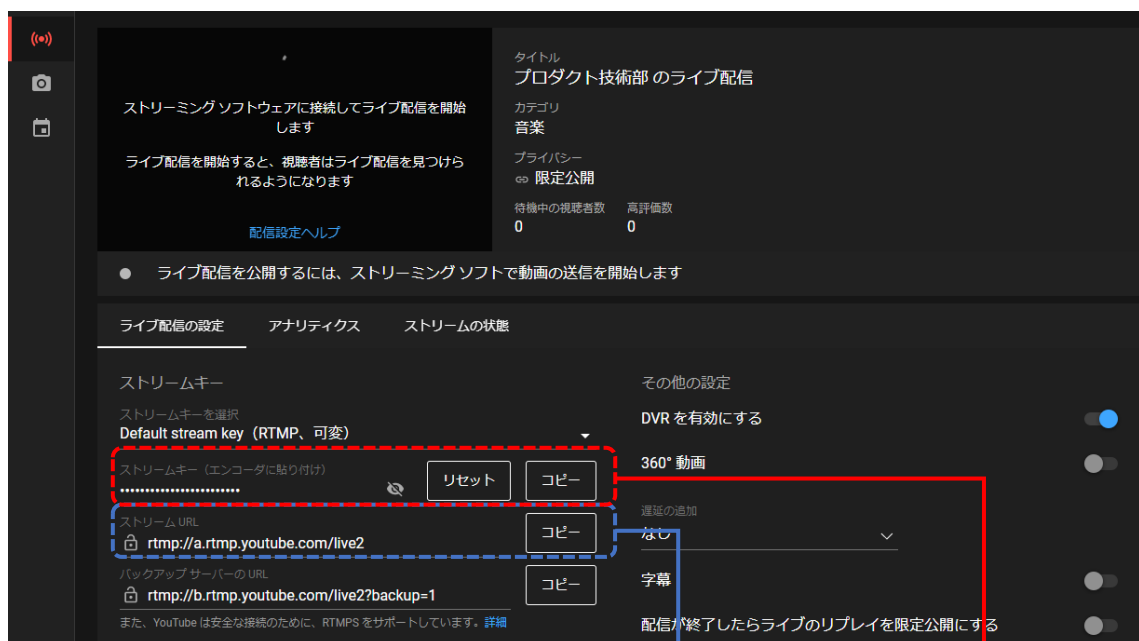 ストリーミング ソフトウェアに接続してライブ配信を開始
します
ライブ配信を開始すると、視聴者はライブ配信を見つけら
れるようになります
配信設定ヘルプ
タイトル
プロダクト技術部 のライブ配信
カテゴリ
音楽
プライバシー
限定公開
待機中の視聴者数 高評価数
0 0
ライブ配信を公開するには、ストリーミング ソフトで動画の送信を開始します
ライブ配信の設定 アナリティクス ストリームの状態
ストリームキー
ストリームキーを選択
Default stream key（RTMP、可変）
ストリームキー（エンコーダに貼り付け）
••••••••••••••••••••••••
リセット コピー
ストリーム URL
rtmp://a.rtmp.youtube.com/live2
コピー
バックアップ サーバーの URL
rtmp://b.rtmp.youtube.com/live2?backup=1
コピー
また、YouTube は安全な接続のために、RTMPS をサポートしています。詳細
その他の設定
DVR を有効にする
360° 動画
遅延の追加
なし
字幕
配信が終了したらライブのリプレイを限定公開にする